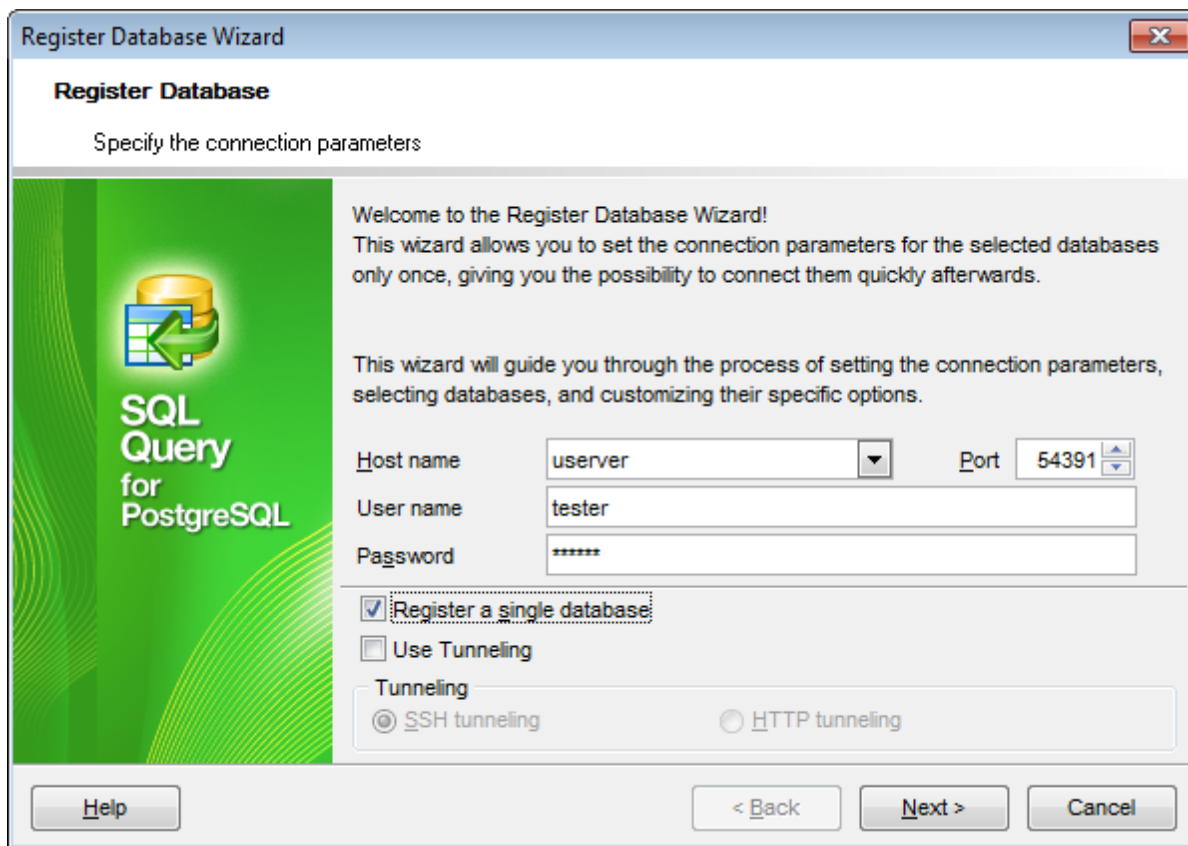 Register Database Wizard
Register Database
Specify the connection parameters
Welcome to the Register Database Wizard!
This wizard allows you to set the connection parameters for the selected databases
only once, giving you the possibility to connect them quickly afterwards.
This wizard will guide you through the process of setting the connection parameters,
selecting databases, and customizing their specific options.
SQL
Query
for
PostgreSQL
Host name userver Port 54391
User name tester
Password ******
Register a single database
Use Tunneling
Tunneling
SSH tunneling HTTP tunneling
Help < Back Next > Cancel